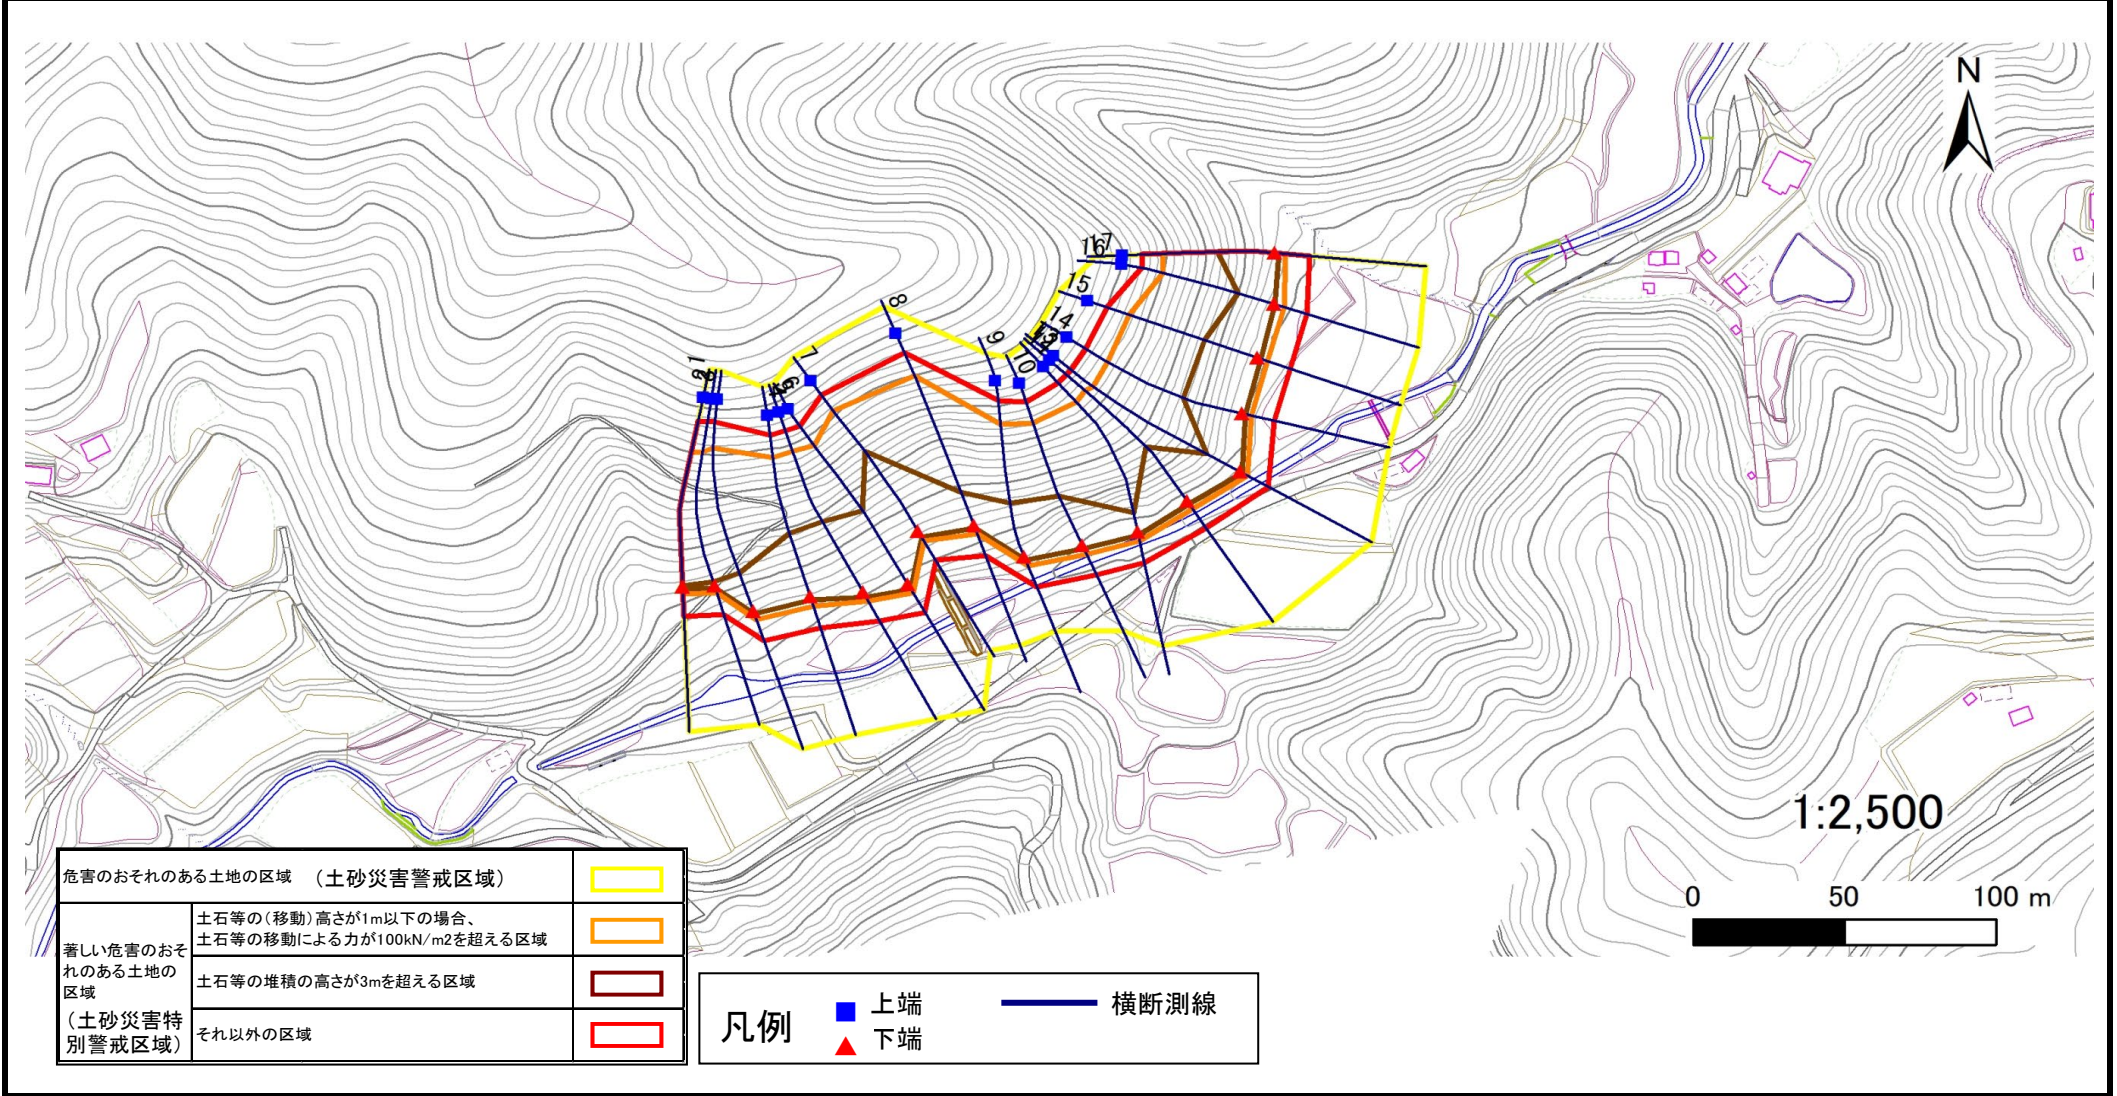 N
17
16
15
14
10
9
8
7
6
1
1:2,500
0 50 100 m
危害のおそれのある土地の区域 (土砂災害警戒区域)
著しい危害のおそ
れのある土地の
区域
(土砂災害特
別警戒区域)
土石等の(移動)高さが1m以下の場合、
土石等の移動による力が100kN/m2を超える区域
土石等の堆積の高さが3mを超える区域
それ以外の区域
凡例
上端
下端
横断測線